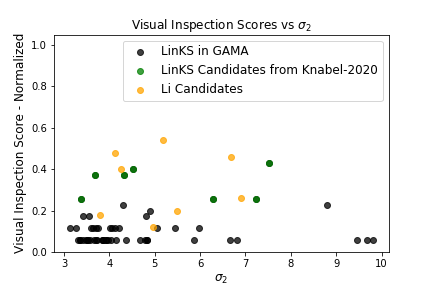 Visual Inspection Scores vs σ₂
LinKS in GAMA
LinKS Candidates from Knabel-2020
Li Candidates
Visual Inspection Score - Normalized
1.0
0.8
0.6
0.4
0.2
0.0
3 4 5 6 7 8 9 10
σ₂